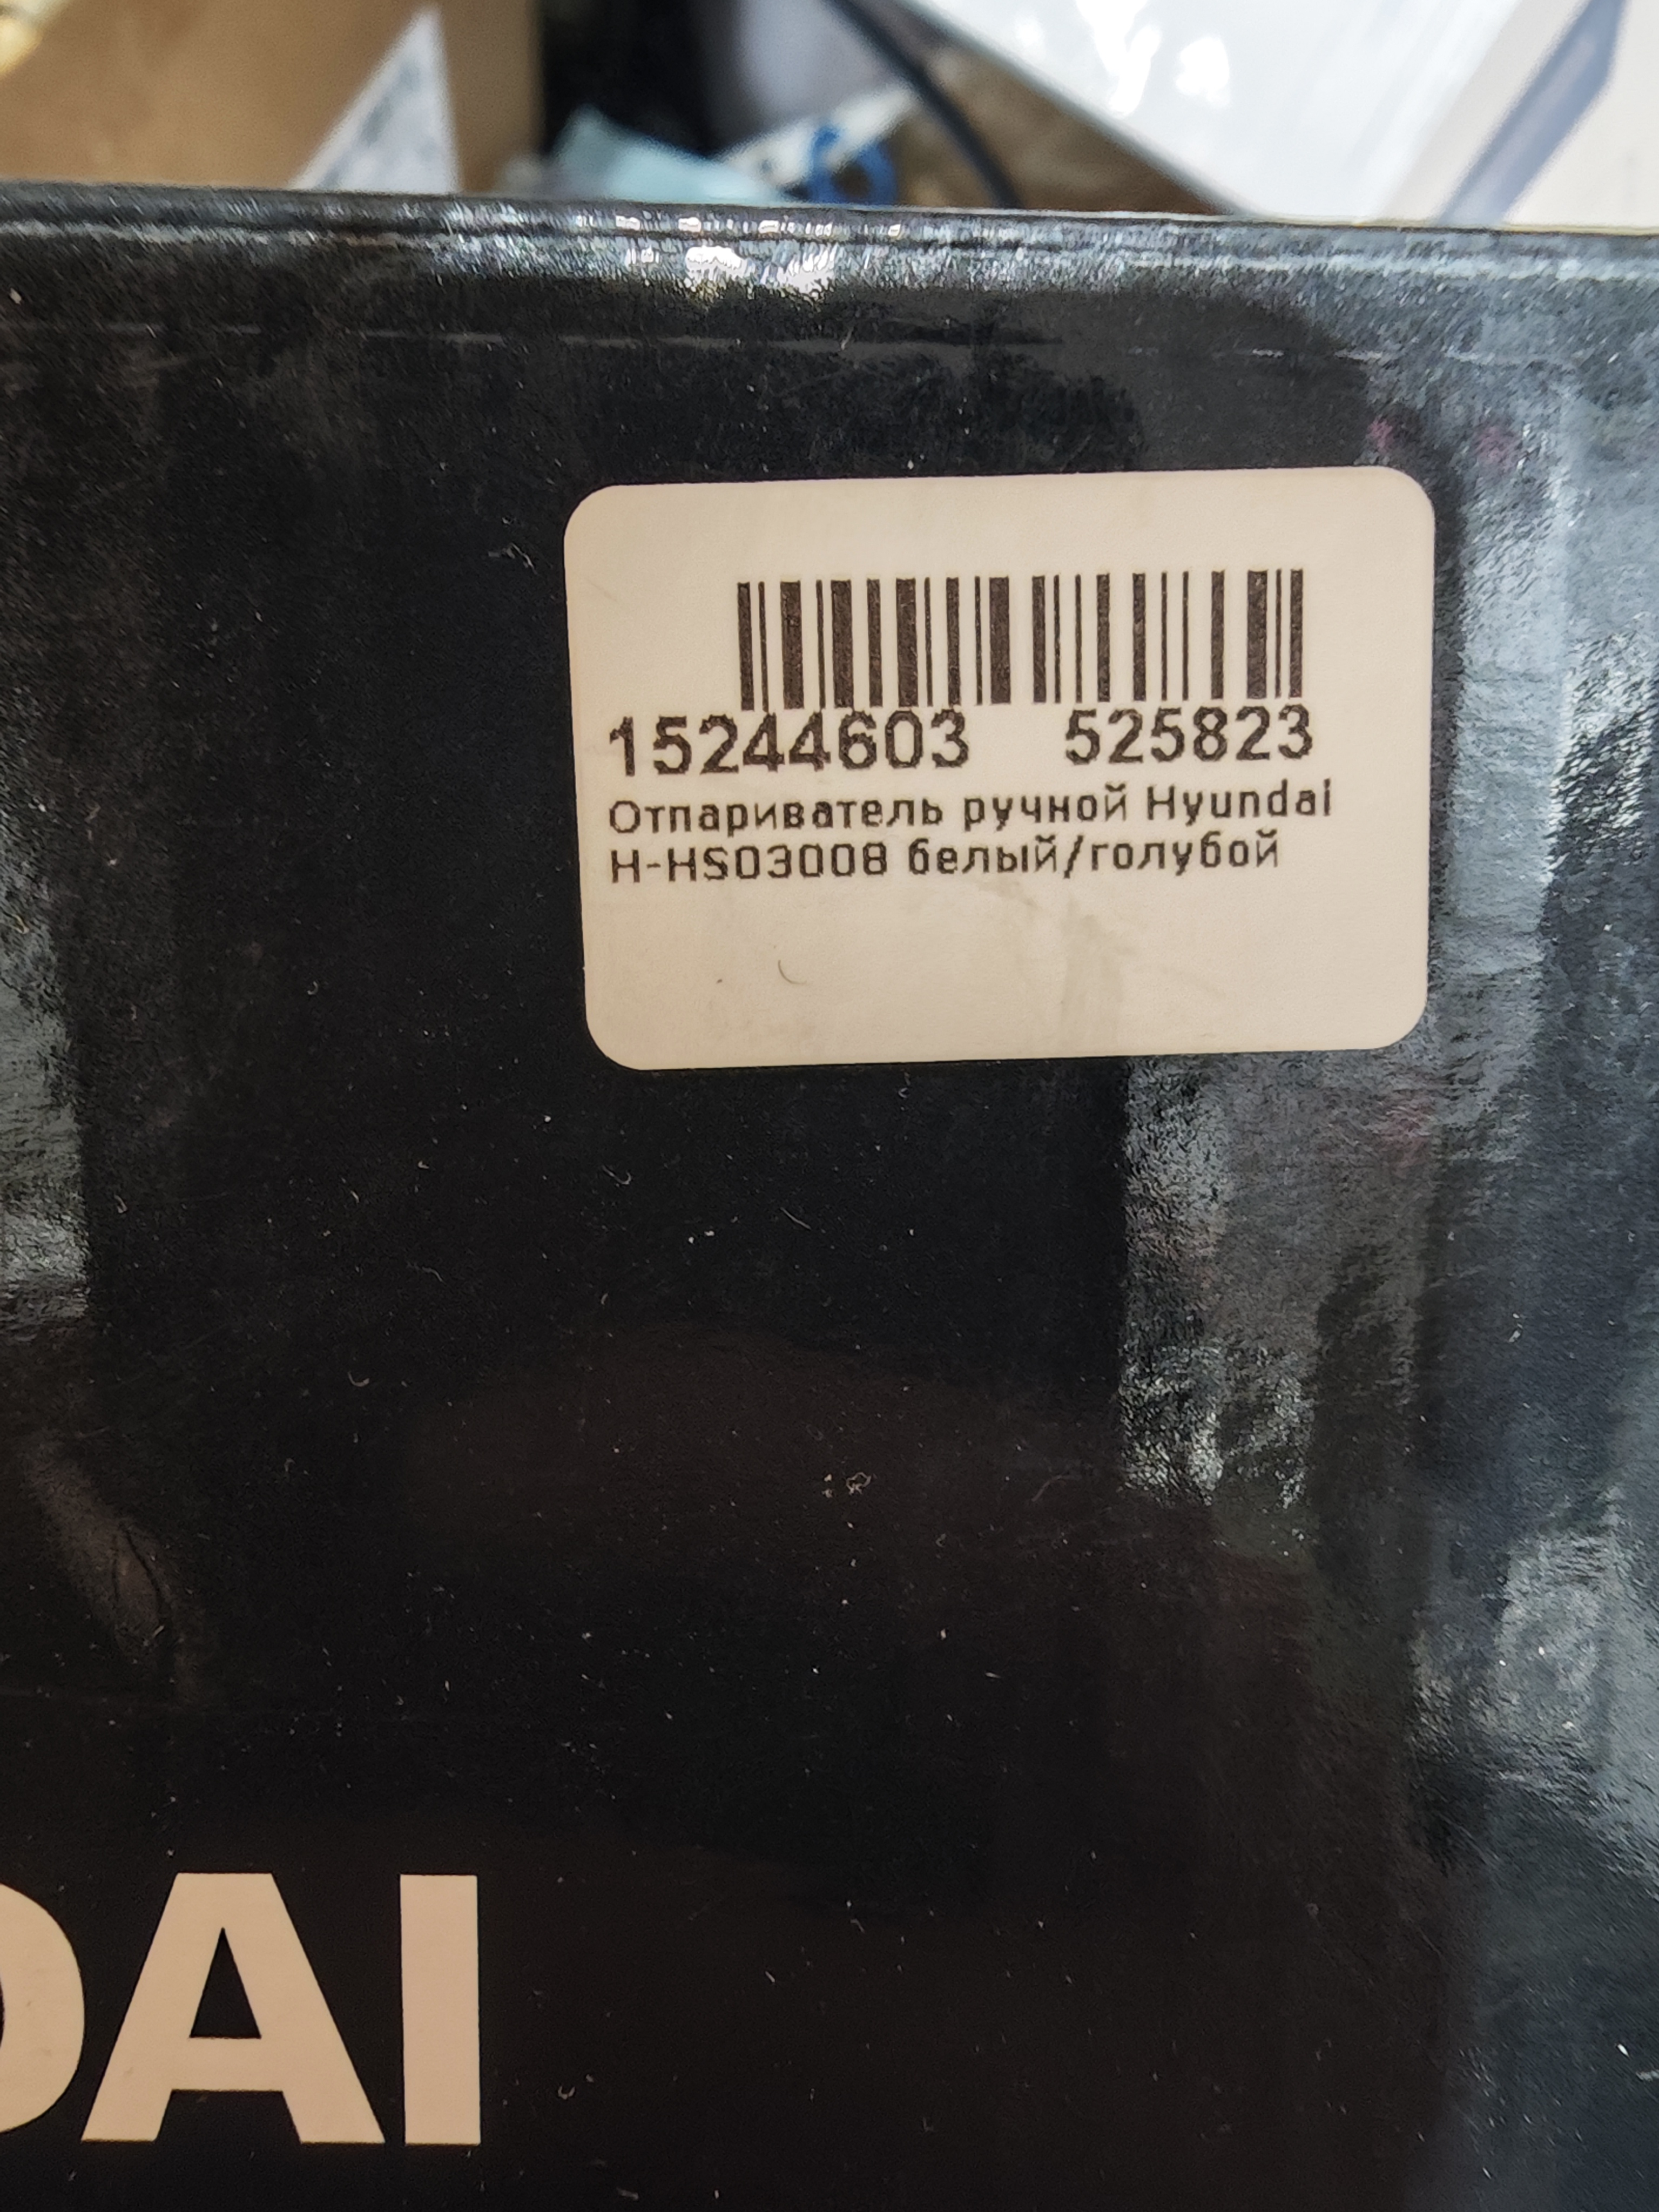 15244603 525823
Отпариватель ручной Hyundai
H-HS03008 белый/голубой
DAI